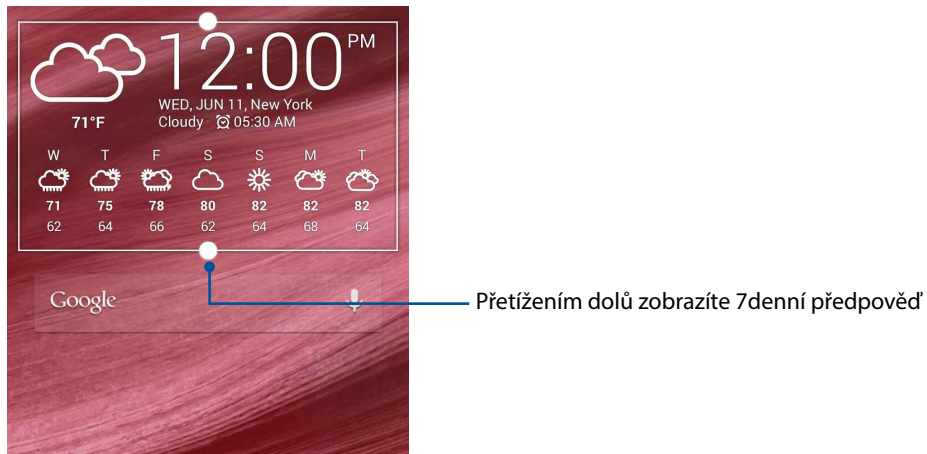 12:00 PM
WED, JUN 11, New York
71°F Cloudy 05:30 AM
W T F S S M T
71 75 78 80 82 82 82
62 64 66 62 64 68 64
Google
Přetížením dolů zobrazíte 7denní předpověď